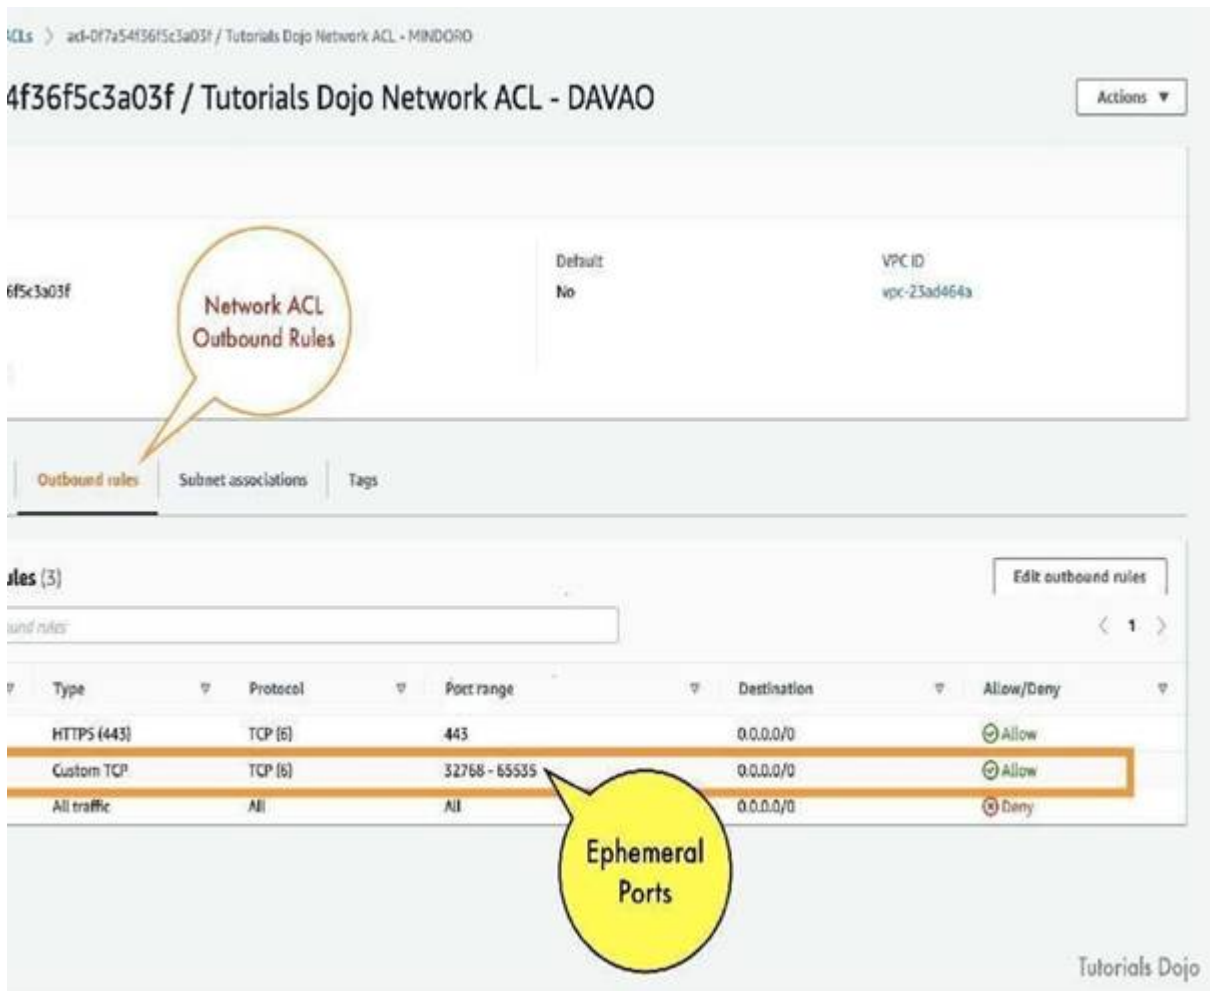 ACLs > acl-0f7a54f36f5c3a03f / Tutorials Dojo Network ACL - MINDORO
4f36f5c3a03f / Tutorials Dojo Network ACL - DAVAO
Actions
Network ACL
Outbound Rules
Default
VPC ID
6f5c3a03f
No
vpc-23ad464a
Outbound rules
Subnet associations
Tags
ules (3)
Edit outbound rules
ound rules
< 1 >
Type Protocol Port range Destination Allow/Deny
HTTPS (443) TCP (6) 443 0.0.0.0/0 Allow
Custom TCP TCP (6) 32768 - 65535 0.0.0.0/0 Allow
All traffic All All 0.0.0.0/0 Deny
Ephemeral
Ports
Tutorials Dojo